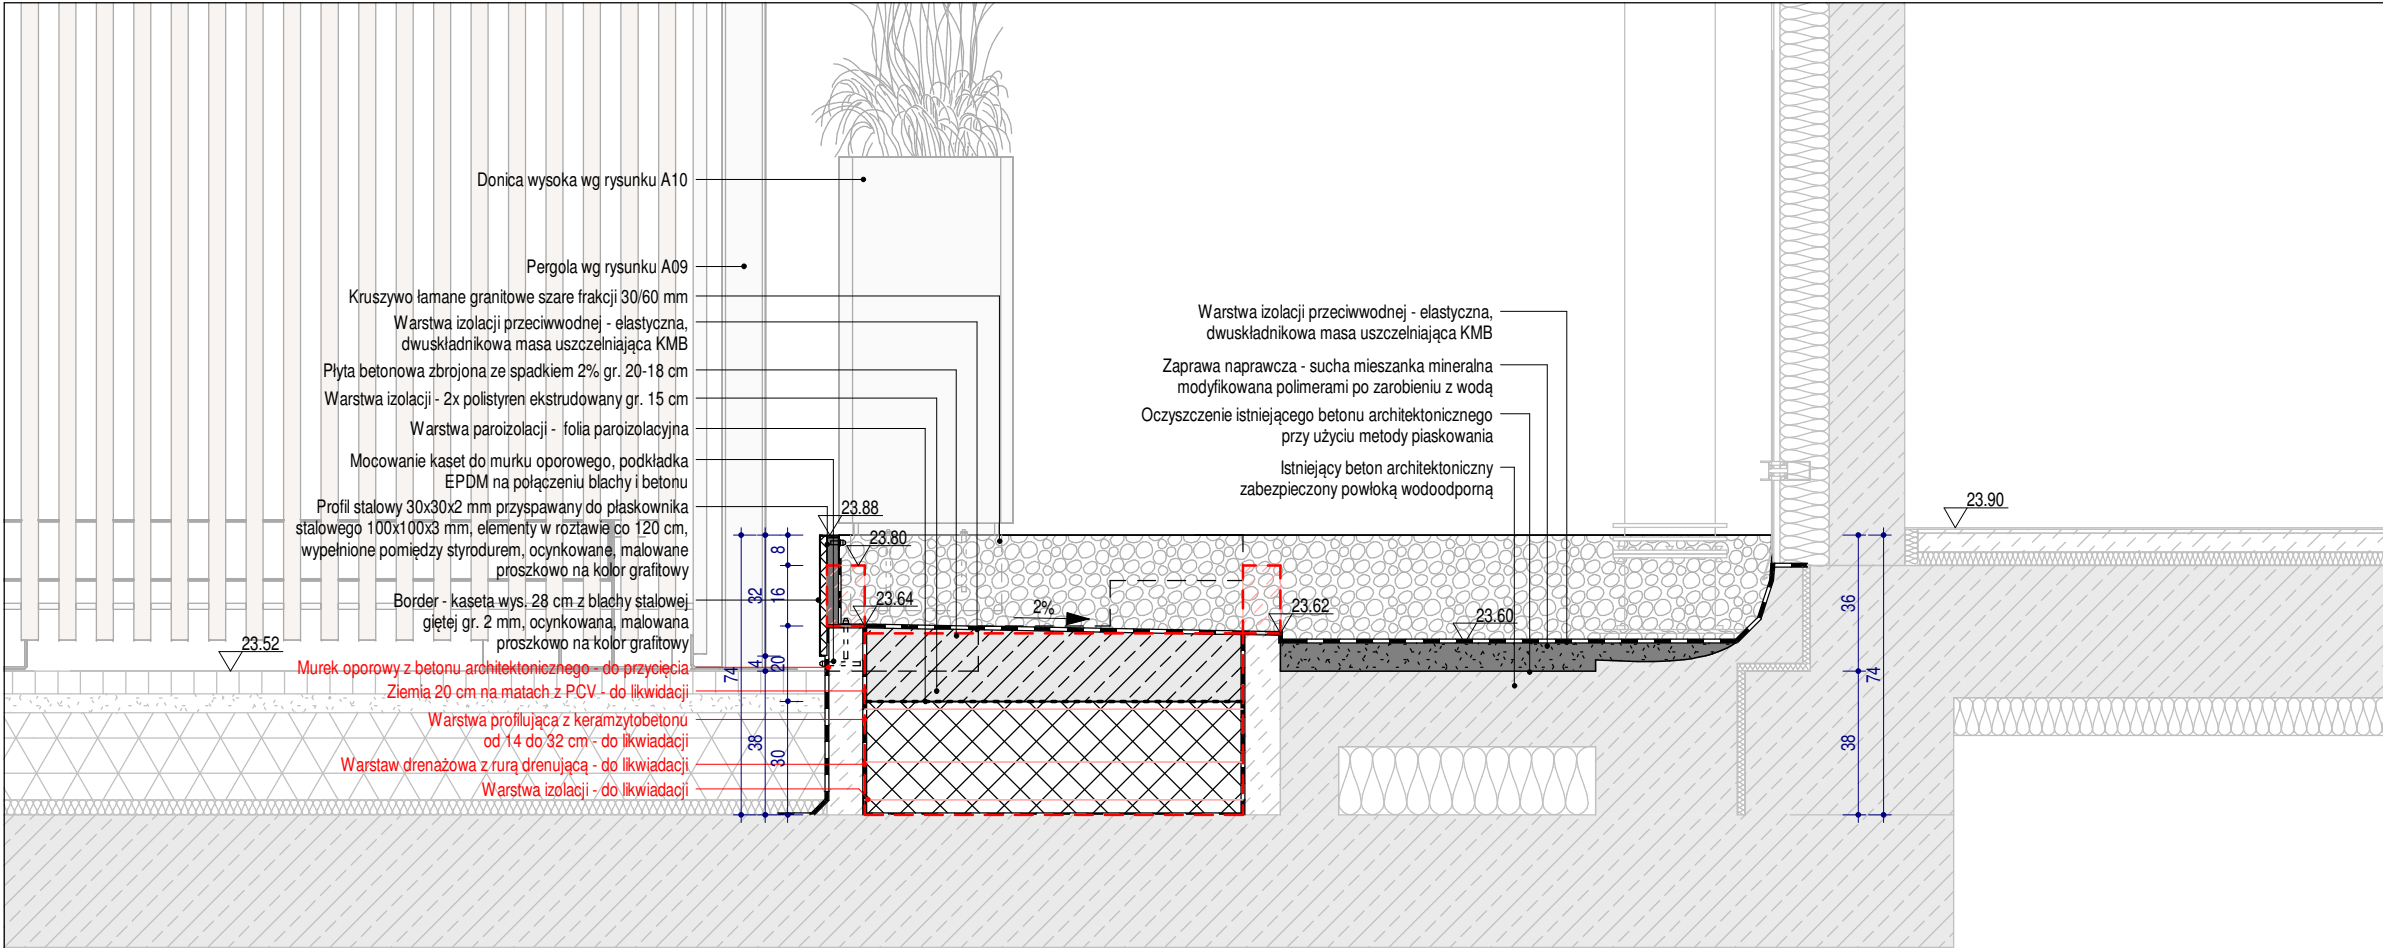 Donica wysoka wg rysunku A10
Pergola wg rysunku A09
Kruszywo łamane granitowe szare frakcji 30/60 mm
Warstwa izolacji przeciwwodnej - elastyczna,
dwuskładnikowa masa uszczelniająca KMB
Płyta betonowa zbrojona ze spadkiem 2% gr. 20-18 cm
Warstwa izolacji - 2x polistyren ekstrudowany gr. 15 cm
Warstwa paroizolacji - folia paroizolacyjna
Mocowanie kaset do murku oporowego, podkładka
EPDM na połączeniu blachy i betonu
Profil stalowy 30x30x2 mm przyspawany do płaskownika
stalowego 100x100x3 mm, elementy w roztawie co 120 cm,
wypełnione pomiędzy styrodurem, ocynkowane, malowane
proszkowo na kolor grafitowy
Border - kaseta wys. 28 cm z blachy stalowej
giętej gr. 2 mm, ocynkowana, malowana
proszkowo na kolor grafitowy
Murek oporowy z betonu architektonicznego - do przycięcia
Ziemia 20 cm na matach z PCV - do likwidacji
Warstwa profilująca z keramzytobetonu
od 14 do 32 cm - do likwiadacji
Warstaw drenażowa z rurą drenującą - do likwiadacji
Warstwa izolacji - do likwiadacji
Warstwa izolacji przeciwwodnej - elastyczna,
dwuskładnikowa masa uszczelniająca KMB
Zaprawa naprawcza - sucha mieszanka mineralna
modyfikowana polimerami po zarobieniu z wodą
Oczyszczenie istniejącego betonu architektonicznego
przy użyciu metody piaskowania
Istniejący beton architektoniczny
zabezpieczony powłoką wodoodporną
23.52
23.88
23.80
23.64
2%
23.62
23.60
23.90
74
32
4
38
8
16
20
30
36
38
74